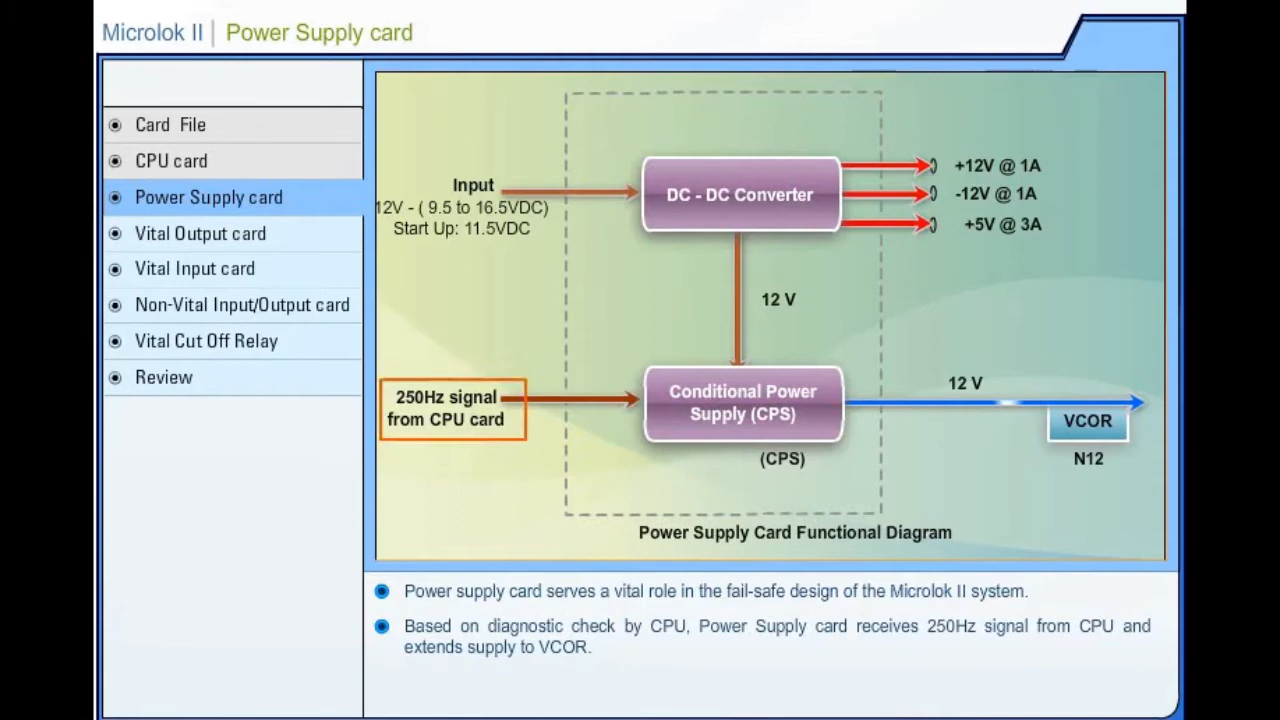 Microlok II | Power Supply card
Card File
CPU card
Power Supply card
Vital Output card
Vital Input card
Non-Vital Input/Output card
Vital Cut Off Relay
Review
Input
12V - ( 9.5 to 16.5VDC)
Start Up: 11.5VDC
DC - DC Converter
+12V @ 1A
-12V @ 1A
+5V @ 3A
12 V
250Hz signal
from CPU card
Conditional Power
Supply (CPS)
(CPS)
12 V
VCOR
N12
Power Supply Card Functional Diagram
Power supply card serves a vital role in the fail-safe design of the Microlok II system.
Based on diagnostic check by CPU, Power Supply card receives 250Hz signal from CPU and
extends supply to VCOR.